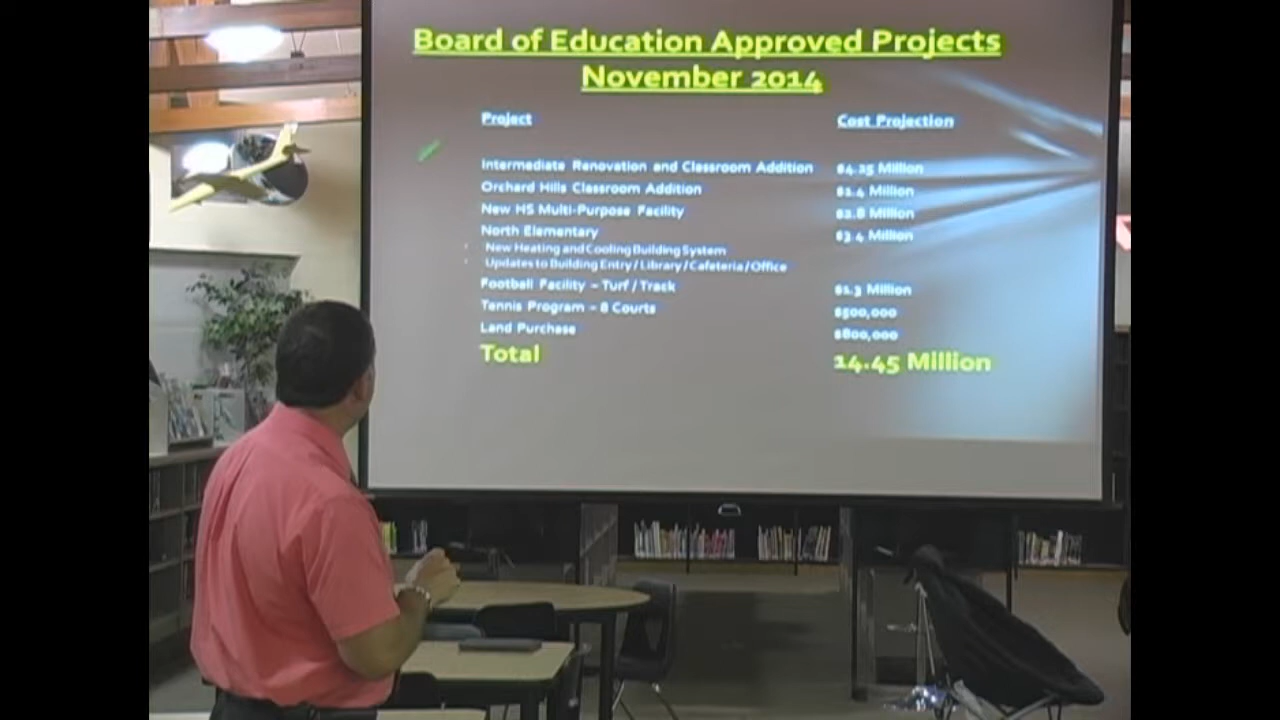 Board of Education Approved Projects
November 2014
Project Cost Projection
Intermediate Renovation and Classroom Addition $4.25 Million
Orchard Hills Classroom Addition $1.4 Million
New HS Multi-Purpose Facility $2.8 Million
North Elementary $3.4 Million
New Heating and Cooling Building System
Updates to Building Entry / Library / Cafeteria / Office
Football Facility – Turf / Track $1.3 Million
Tennis Program – 8 Courts $500,000
Land Purchase $800,000
Total 14.45 Million